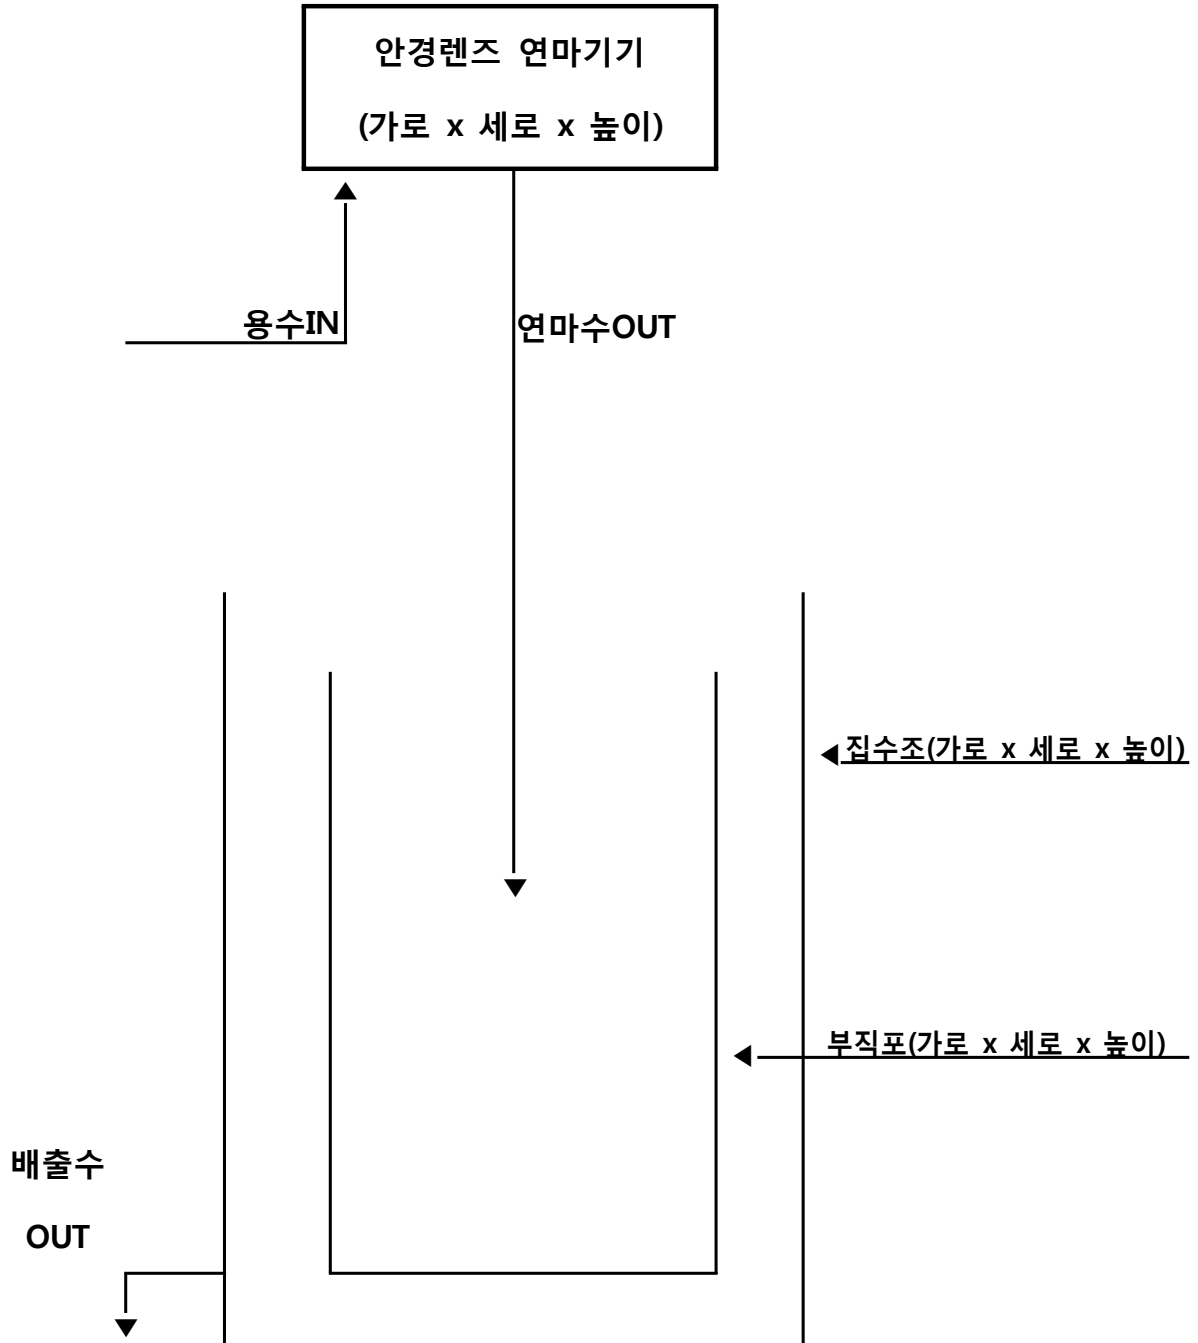 안경렌즈 연마기기
(가로 x 세로 x 높이)
용수IN
연마수OUT
집수조(가로 x 세로 x 높이)
부직포(가로 x 세로 x 높이)
배출수
OUT